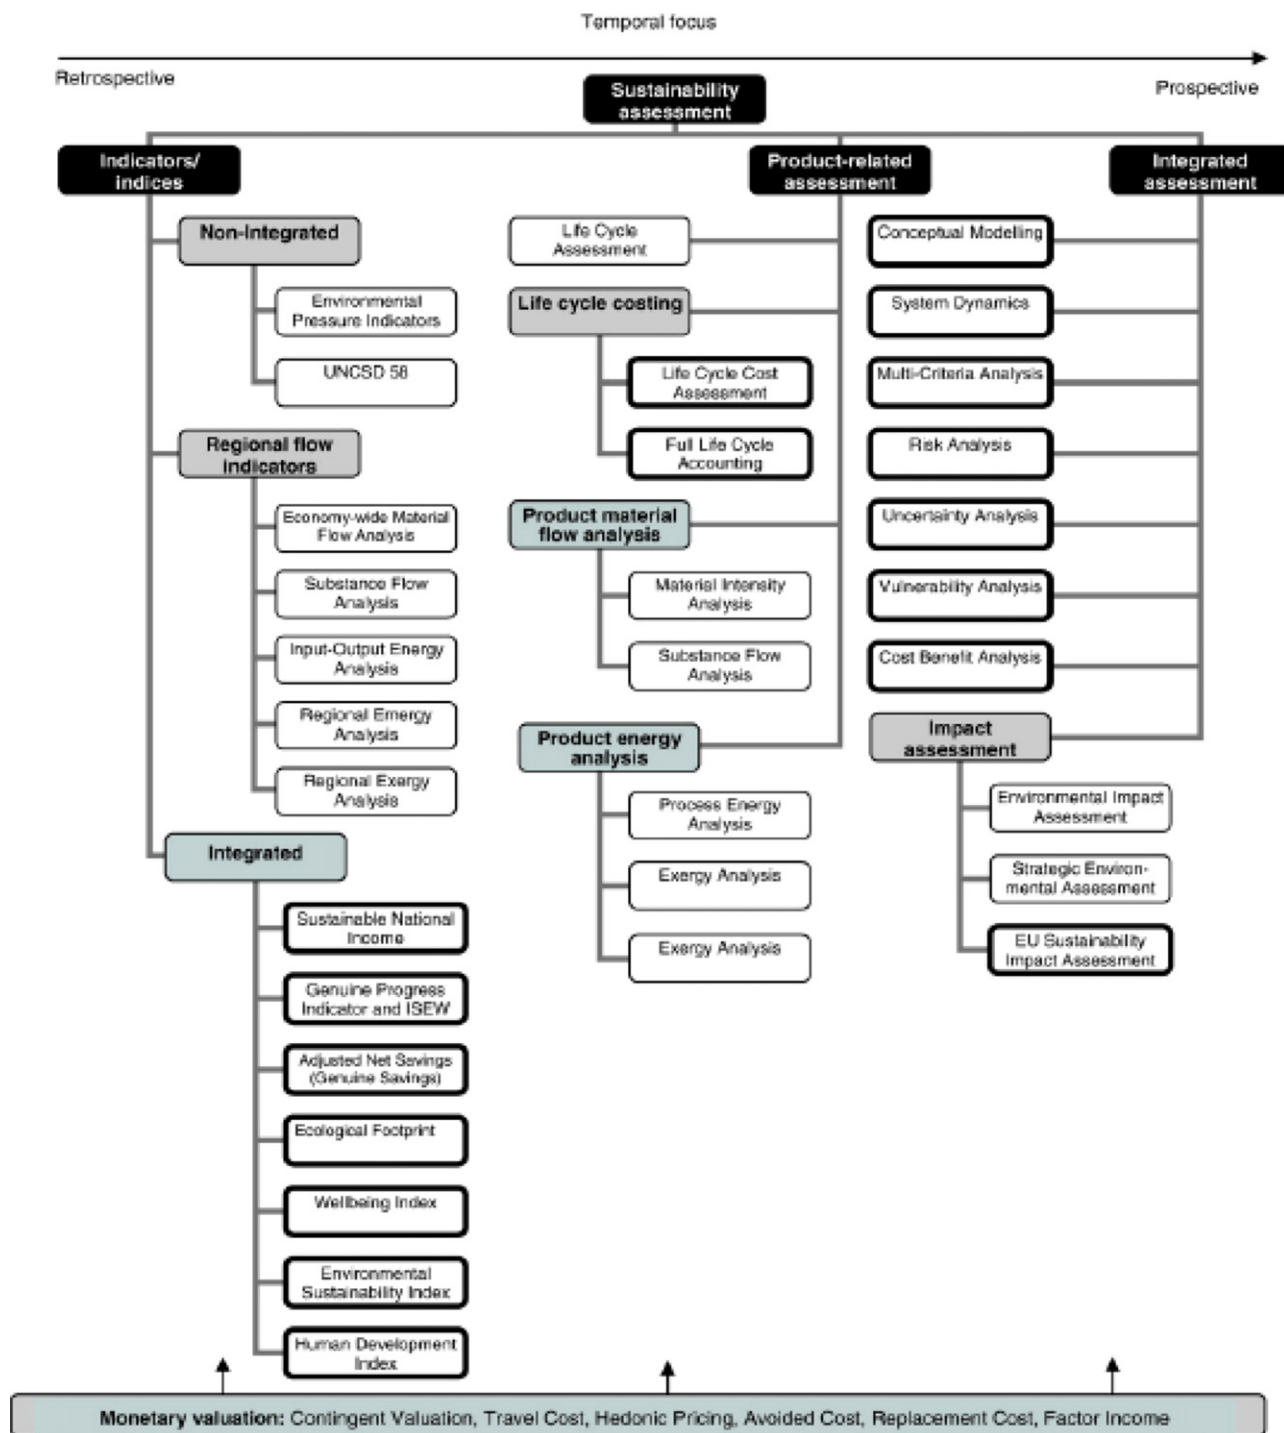 Temporal focus
Retrospective
Prospective
Sustainability
assessment
Indicators/
indices
Product-related
assessment
Integrated
assessment
Non-Integrated
Environmental
Pressure Indicators
UNCSD 58
Regional flow
indicators
Economy-wide Material
Flow Analysis
Substance Flow
Analysis
Input-Output Energy
Analysis
Regional Emergy
Analysis
Regional Exergy
Analysis
Integrated
Sustainable National
Income
Genuine Progress
Indicator and ISEW
Adjusted Net Savings
(Genuine Savings)
Ecological Footprint
Wellbeing Index
Environmental
Sustainability Index
Human Development
Index
Life Cycle
Assessment
Life cycle costing
Life Cycle Cost
Assessment
Full Life Cycle
Accounting
Product material
flow analysis
Material Intensity
Analysis
Substance Flow
Analysis
Product energy
analysis
Process Energy
Analysis
Exergy Analysis
Exergy Analysis
Conceptual Modelling
System Dynamics
Multi-Criteria Analysis
Risk Analysis
Uncertainty Analysis
Vulnerability Analysis
Cost Benefit Analysis
Impact
assessment
Environmental Impact
Assessment
Strategic Environ-
mental Assessment
EU Sustainability
Impact Assessment
Monetary valuation: Contingent Valuation, Travel Cost, Hedonic Pricing, Avoided Cost, Replacement Cost, Factor Income